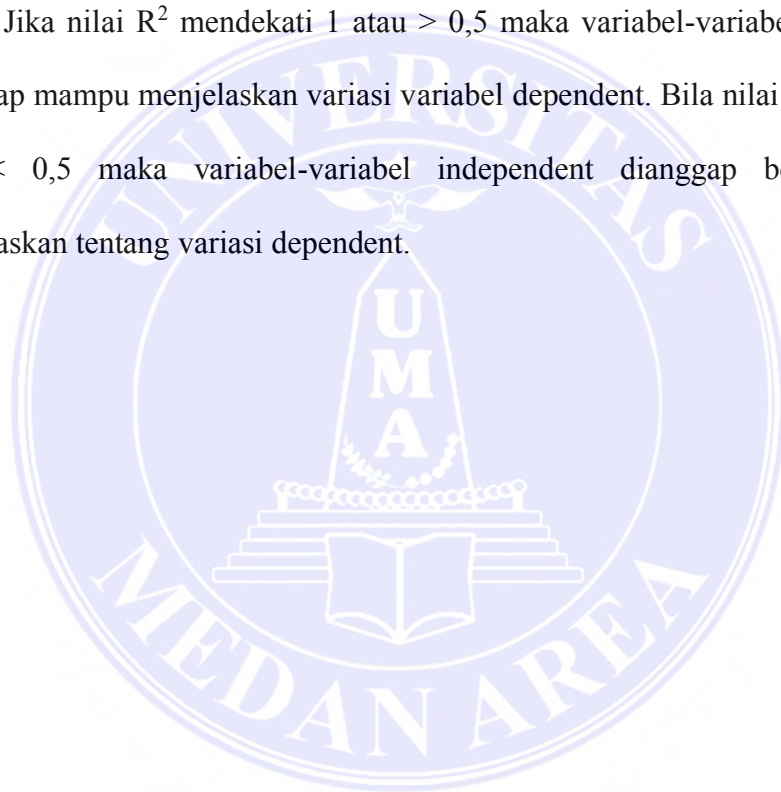 Jika nilai R² mendekati 1 atau > 0,5 maka variabel-variabe
ap mampu menjelaskan variasi variabel dependent. Bila nilai
< 0,5 maka variabel-variabel independent dianggap be
askan tentang variasi dependent.
UNIVERSITAS
UMA
MEDAN AREA